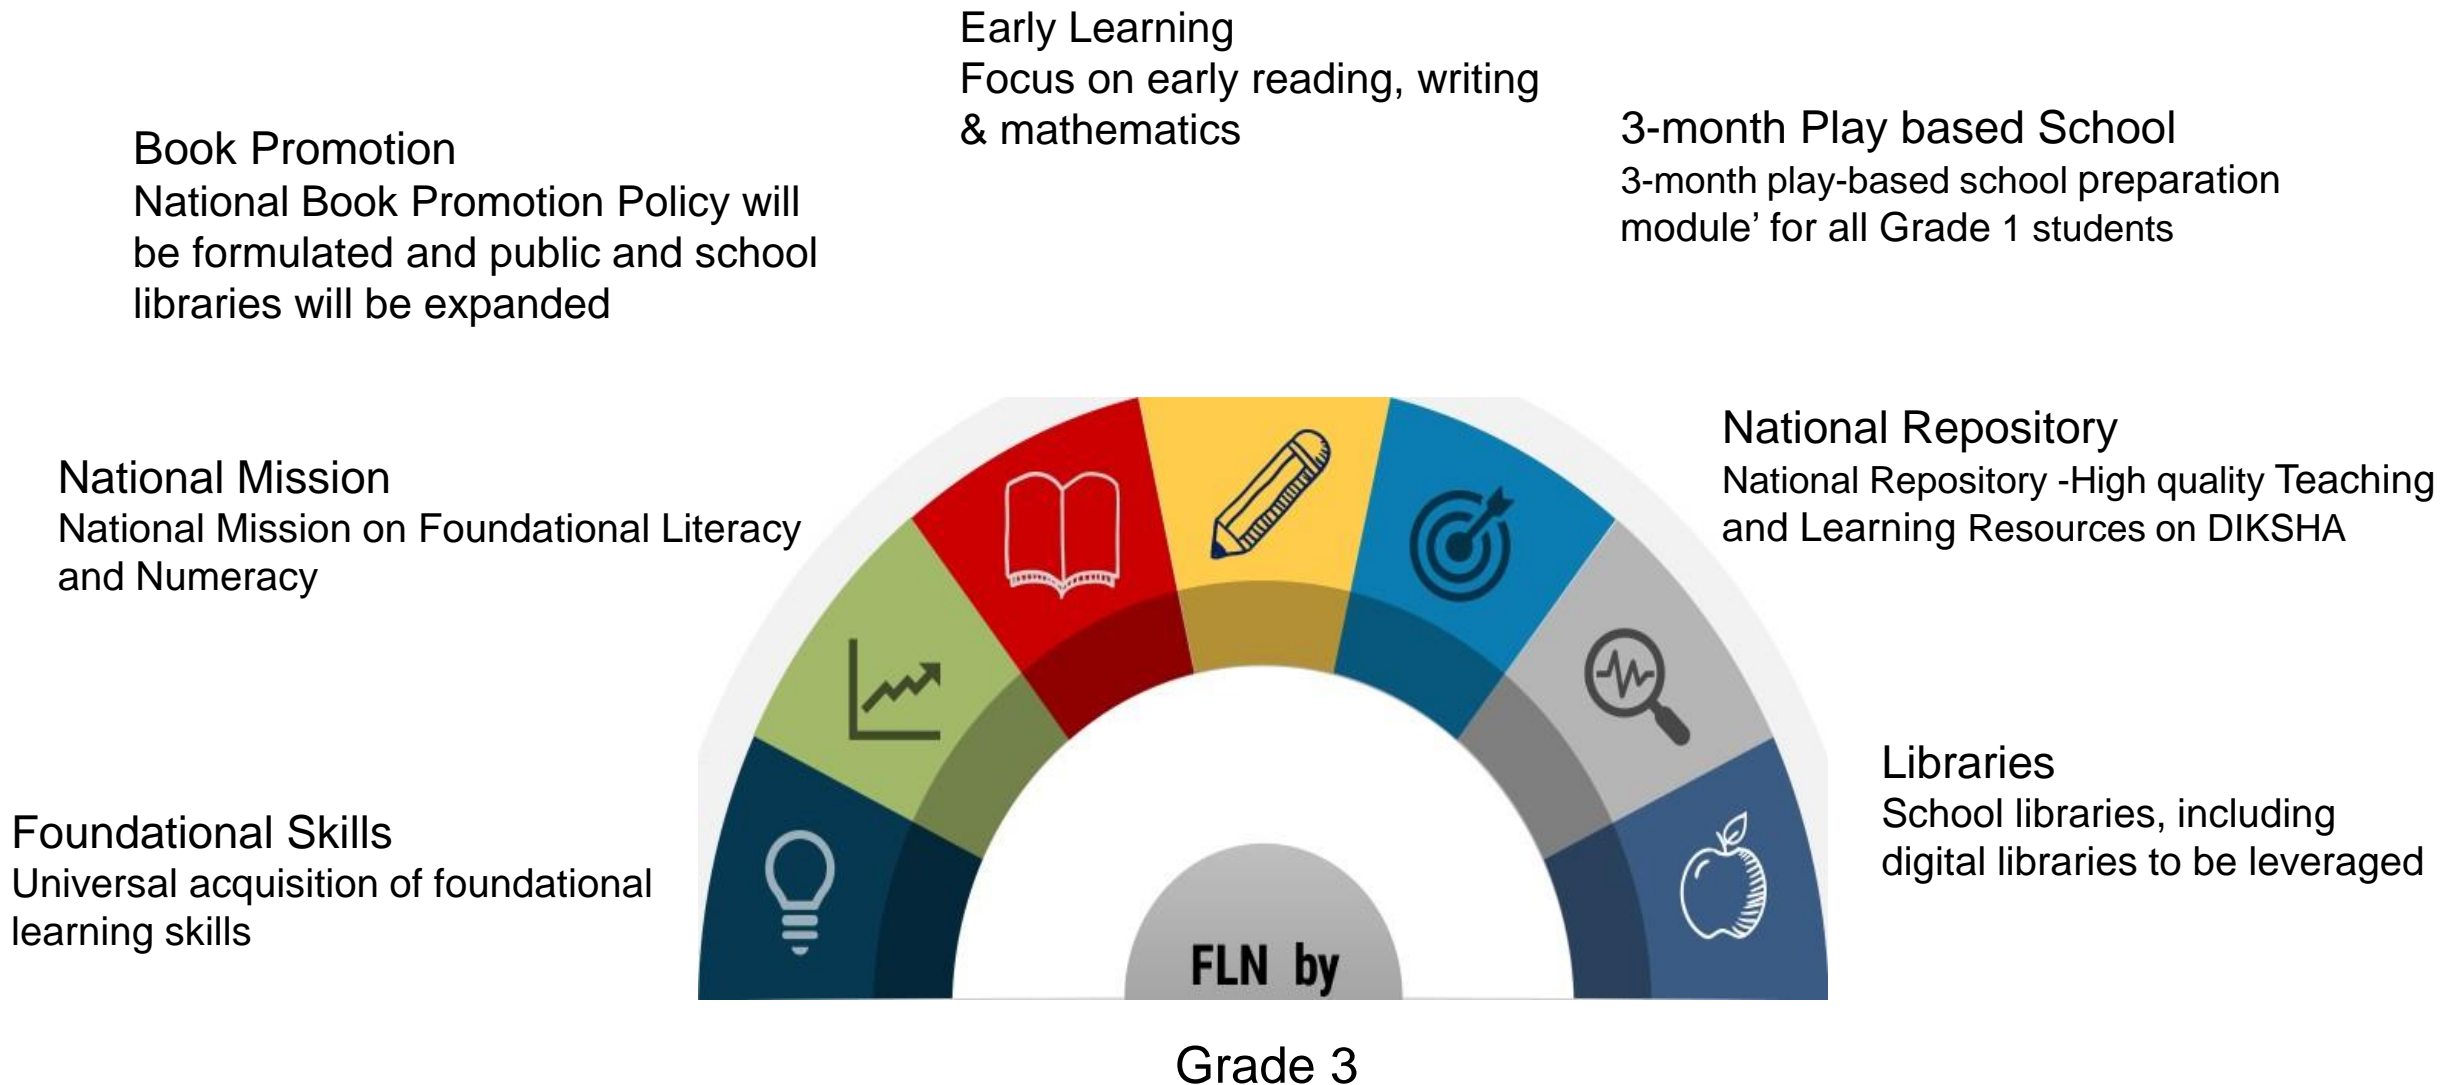 Early Learning
Focus on early reading, writing
& mathematics
Book Promotion
National Book Promotion Policy will
be formulated and public and school
libraries will be expanded
3-month Play based School
3-month play-based school preparation
module’ for all Grade 1 students
National Mission
National Mission on Foundational Literacy
and Numeracy
National Repository
National Repository -High quality Teaching
and Learning Resources on DIKSHA
Foundational Skills
Universal acquisition of foundational
learning skills
Libraries
School libraries, including
digital libraries to be leveraged
FLN by
Grade 3